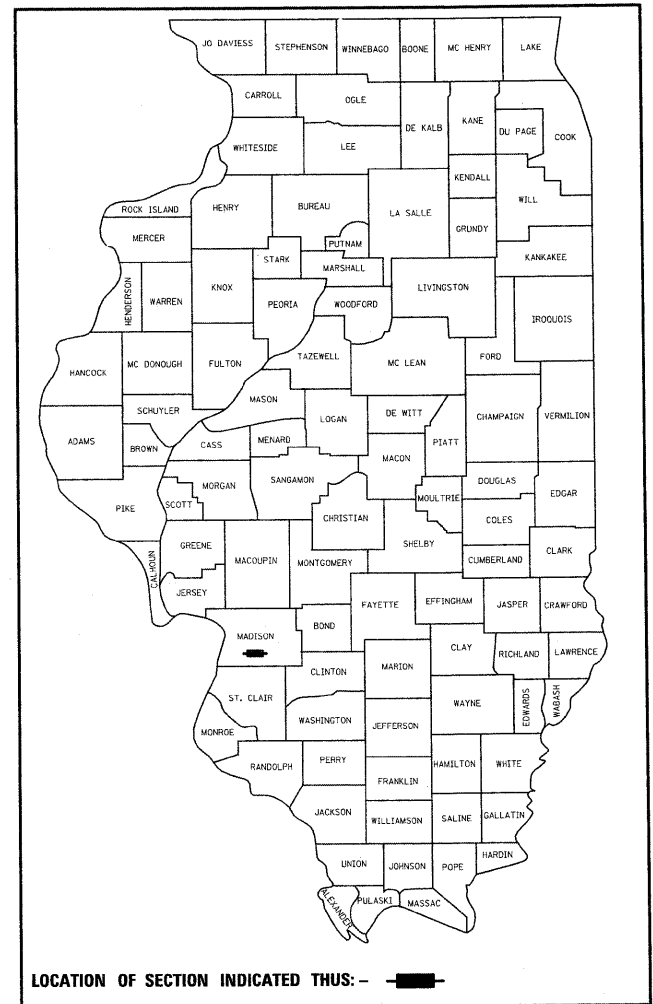 JO DAVIESS STEPHENSON WINNEBAGO BOONE MC HENRY LAKE
CARROLL OGLE DE KALB KANE DU PAGE COOK
WHITESIDE LEE
KENDALL WILL
ROCK ISLAND HENRY BUREAU LA SALLE GRUNDY
MERCER PUTNAM
STARK MARSHALL KANKAKEE
HENDERSON WARREN KNOX PEORIA WOODFORD LIVINGSTON
IROQUOIS
HANCOCK MC DONOUGH FULTON TAZEWELL MC LEAN FORD
MASON
SCHUYLER LOGAN DE WITT CHAMPAIGN VERMILION
ADAMS BROWN CASS MENARD MACON PIATT
MORGAN SANGAMON DOUGLAS
PIKE SCOTT MOULTRIE EDGAR
CHRISTIAN COLES
GREENE MACOUPIN MONTGOMERY SHELBY CUMBERLAND CLARK
CALHOUN
JERSEY FAYETTE EFFINGHAM JASPER CRAWFORD
MADISON BOND
CLAY RICHLAND LAWRENCE
CLINTON MARION
ST. CLAIR WAYNE EDWARDS WABASH
WASHINGTON JEFFERSON
MONROE
RANDOLPH PERRY HAMILTON WHITE
FRANKLIN
JACKSON WILLIAMSON SALINE GALLATIN
UNION JOHNSON POPE HARDIN
ALEXANDER PULASKI MASSAC
LOCATION OF SECTION INDICATED THUS: -